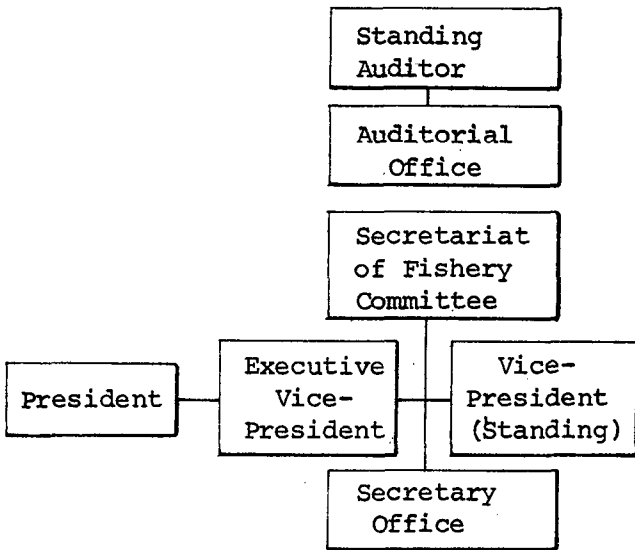 Standing
Auditor
Auditorial
Office
Secretariat
of Fishery
Committee
President
Executive
Vice-
President
Vice-
President
(Standing)
Secretary
Office